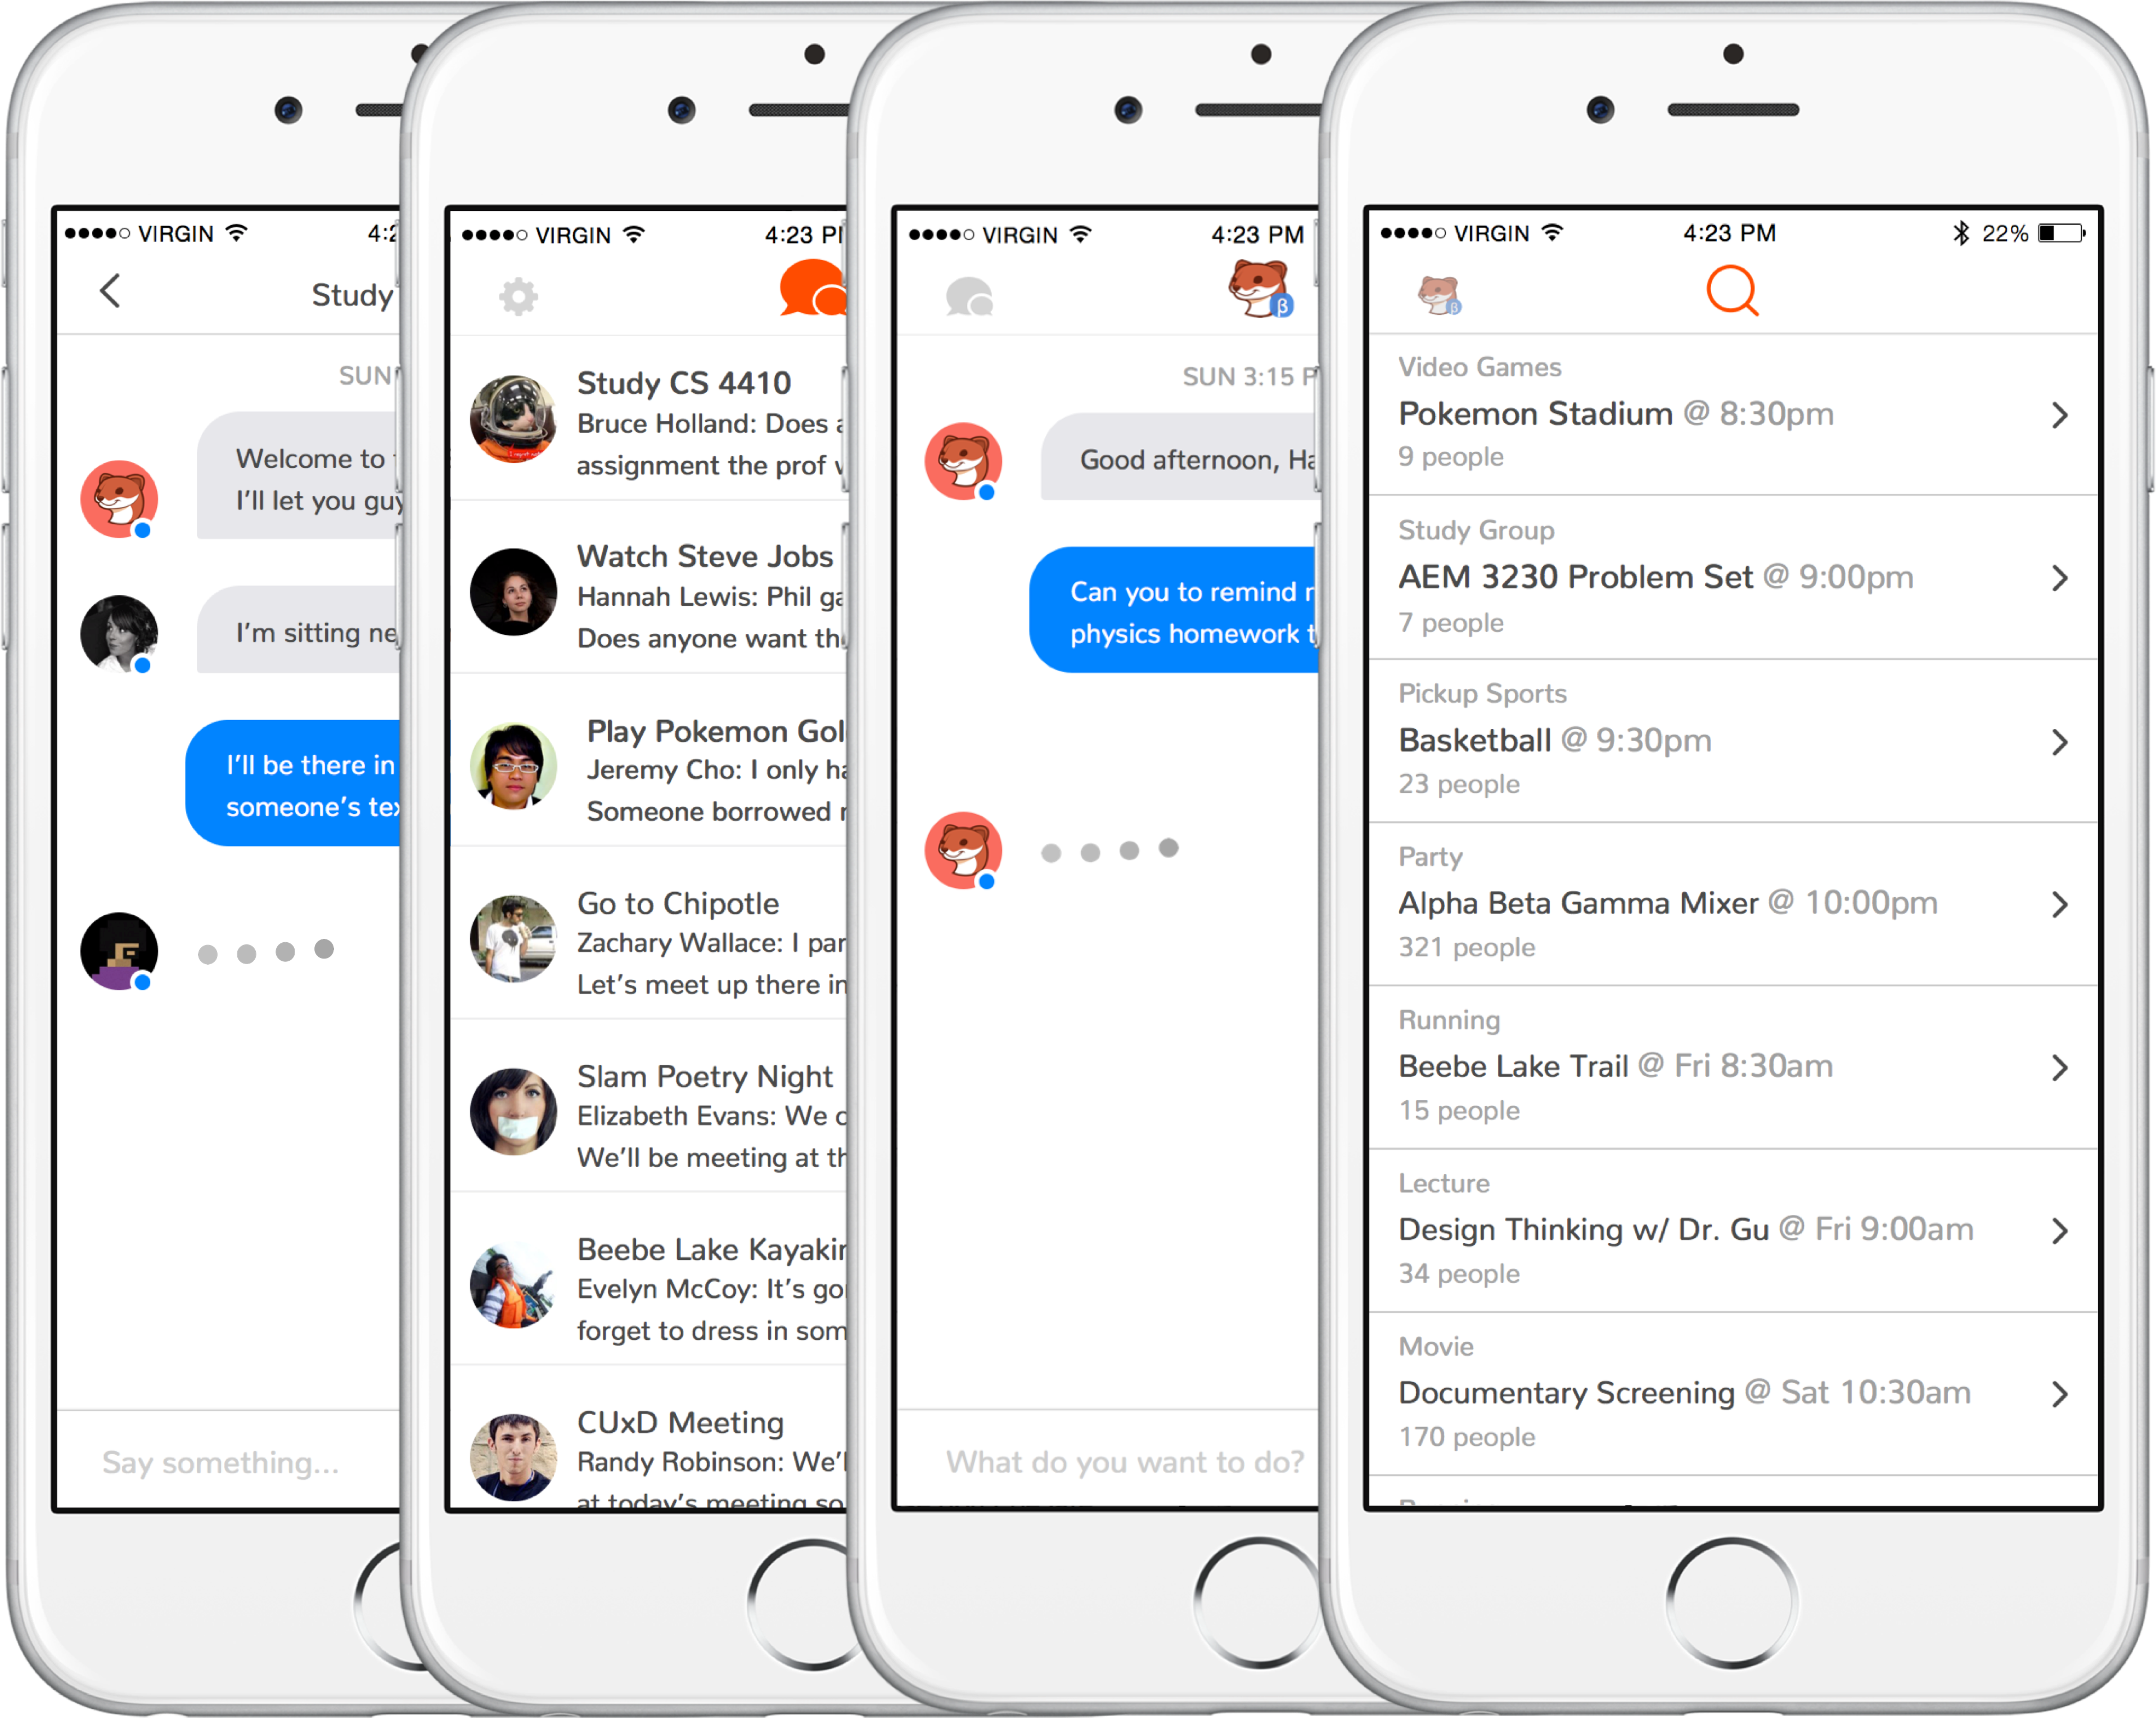 VIRGIN
Study
SUN
Welcome to
I'll let you guy
I'm sitting ne
I'll be there in
someone's tex
Say something...
VIRGIN 4:23 PM
Study CS 4410
Bruce Holland: Does a
assignment the prof w
Watch Steve Jobs
Hannah Lewis: Phil ga
Does anyone want th
Play Pokemon Gol
Jeremy Cho: I only ha
Someone borrowed
Go to Chipotle
Zachary Wallace: I par
Let's meet up there in
Slam Poetry Night
Elizabeth Evans: We
We'll be meeting at th
Beebe Lake Kayakin
Evelyn McCoy: It's go
forget to dress in som
CUxD Meeting
Randy Robinson: We'l
at today's meeting so
VIRGIN 4:23 PM
β
SUN 3:15 P
Good afternoon, Ha
Can you to remind
physics homework t
What do you want to do?
VIRGIN 4:23 PM 22%
β
Video Games
Pokemon Stadium @ 8:30pm
9 people
Study Group
AEM 3230 Problem Set @ 9:00pm
7 people
Pickup Sports
Basketball @ 9:30pm
23 people
Party
Alpha Beta Gamma Mixer @ 10:00pm
321 people
Running
Beebe Lake Trail @ Fri 8:30am
15 people
Lecture
Design Thinking w/ Dr. Gu @ Fri 9:00am
34 people
Movie
Documentary Screening @ Sat 10:30am
170 people